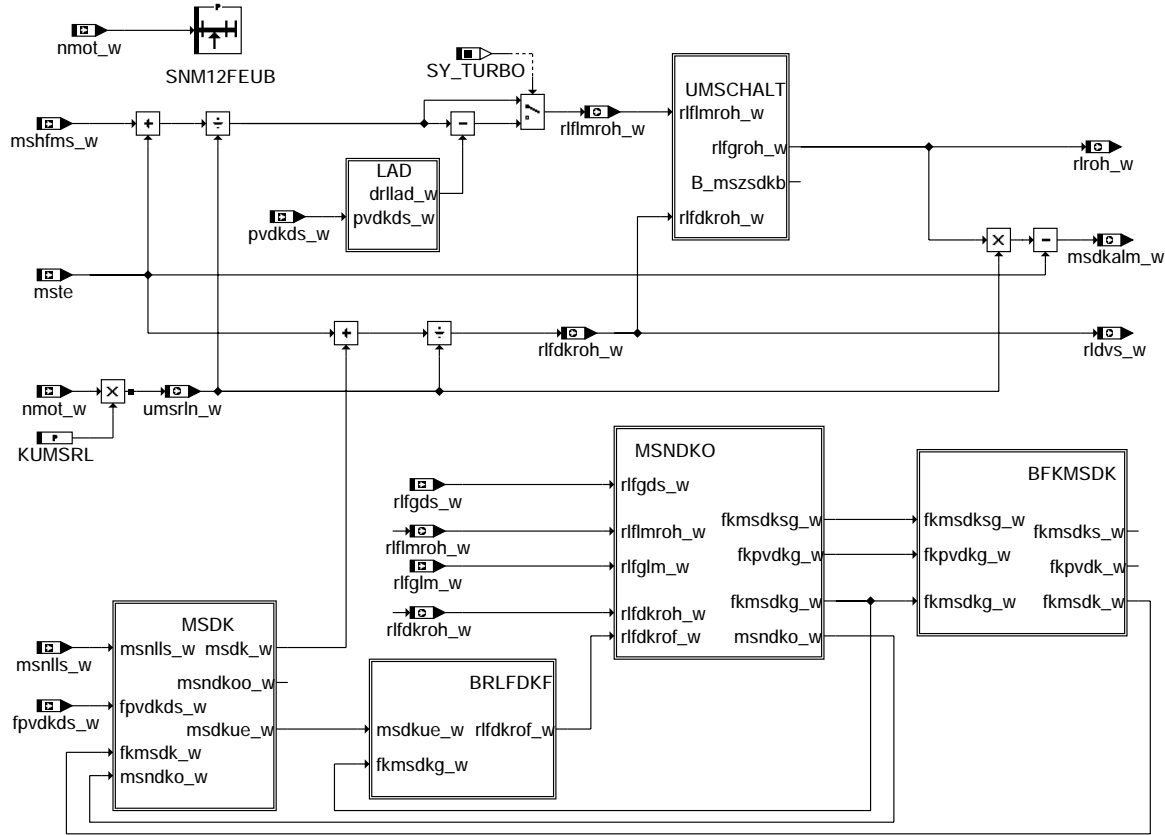 P
nmot_w
SNM12FEUB
SY_TURBO
UMSCHALT
rlflmroh_w
+
÷
-
mshfms_w
rlflmroh_w
rlfgroh_w
rlroh_w
LAD
drllad_w
B_mszsdkb
pvdkds_w
pvdkds_w
rlfdkroh_w
×
-
msdkalm_w
mste
+
÷
rlfdkroh_w
rldvs_w
×
nmot_w
umsrln_w
P
KUMSRL
MSNDKO
BFKMSDK
rlfgds_w
rlfgds_w
fkmsdksg_w
fkmsdksg_w
rlflmroh_w
fkmsdks_w
rlflmroh_w
fkpvdkg_w
fkpvdkg_w
rlfglm_w
fkpvdk_w
rlfglm_w
fkmsdkg_w
fkmsdkg_w
fkmsdk_w
rlfdkroh_w
rlfdkroh_w
rlfdkrof_w
msndko_w
MSDK
msnlls_w
msdk_w
msnlls_w
msndkoo_w
BRLFDKF
fpvdkds_w
fpvdkds_w
msdkue_w
msdkue_w
rlfdkrof_w
fkmsdk_w
fkmsdkg_w
msndko_w